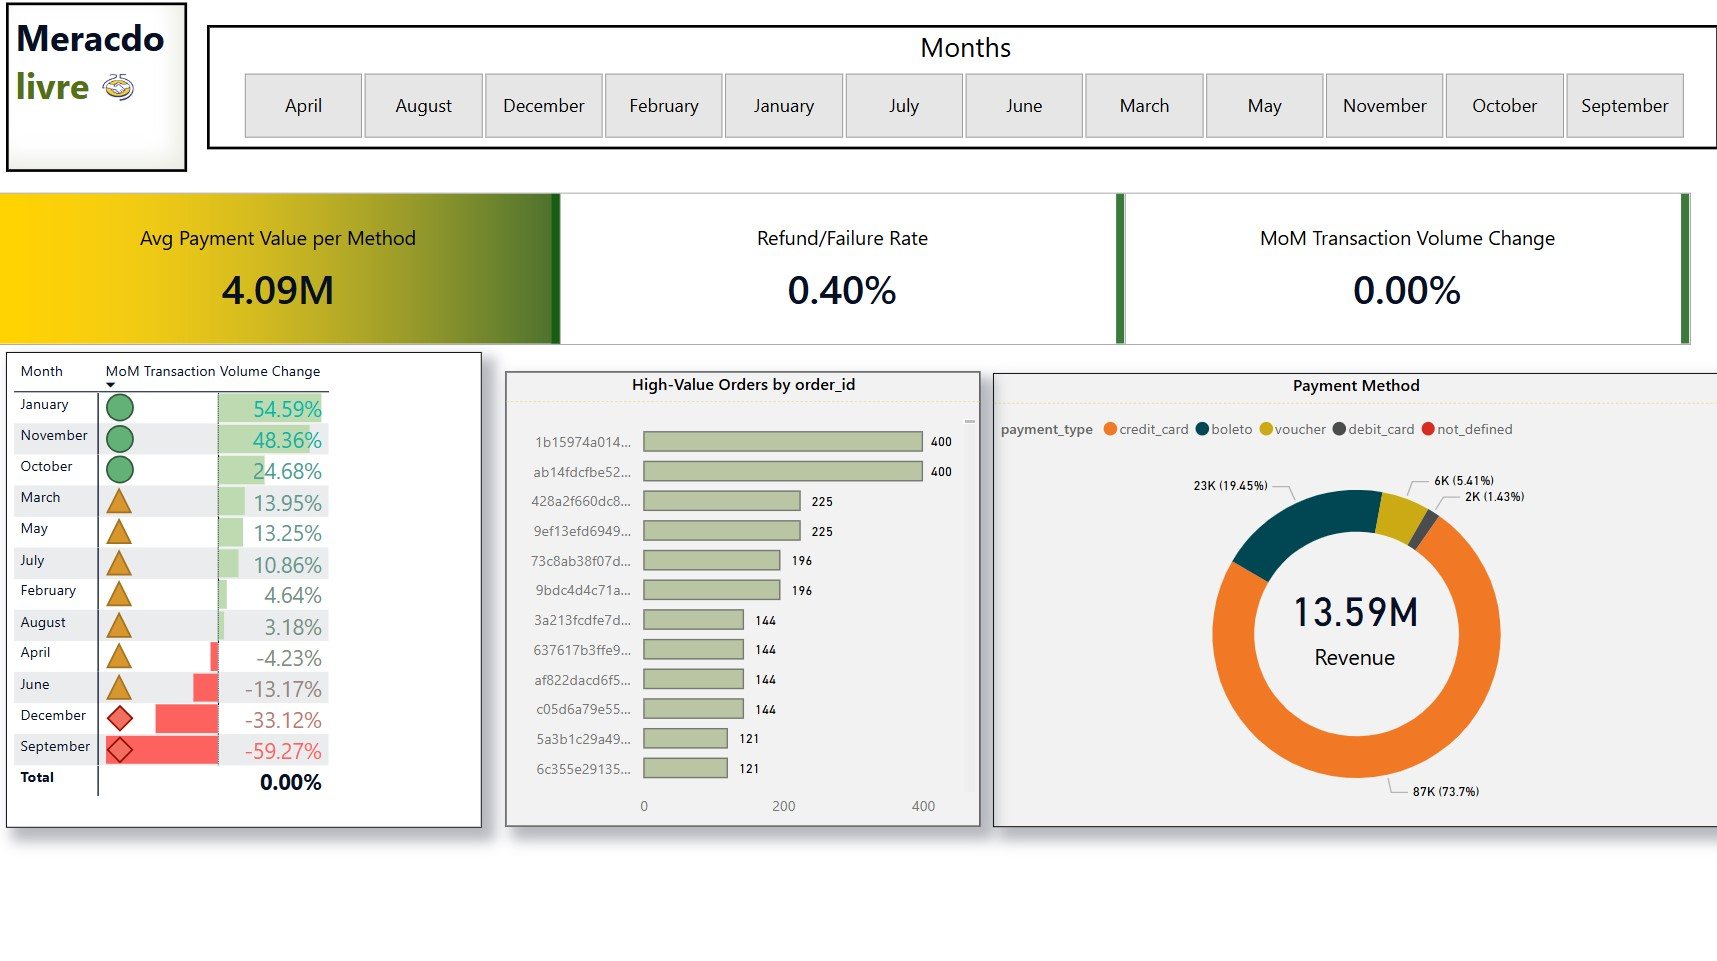 Meracdo
livre
Months
April August December February January July June March May November October September
Avg Payment Value per Method
4.09M
Refund/Failure Rate
0.40%
MoM Transaction Volume Change
0.00%
Month MoM Transaction Volume Change
January 54.59%
November 48.36%
October 24.68%
March 13.95%
May 13.25%
July 10.86%
February 4.64%
August 3.18%
April -4.23%
June -13.17%
December -33.12%
September -59.27%
Total 0.00%
High-Value Orders by order_id
1b15974a014... 400
ab14fdcfbe52... 400
428a2f660dc8... 225
9ef13efd6949... 225
73c8ab38f07d... 196
9bdc4d4c71a... 196
3a213fcdfe7d... 144
637617b3ffe9... 144
af822dacd6f5... 144
c05d6a79e55... 144
5a3b1c29a49... 121
6c355e29135... 121
0 200 400
Payment Method
payment_type credit_card boleto voucher debit_card not_defined
23K (19.45%)
6K (5.41%)
2K (1.43%)
13.59M
Revenue
87K (73.7%)